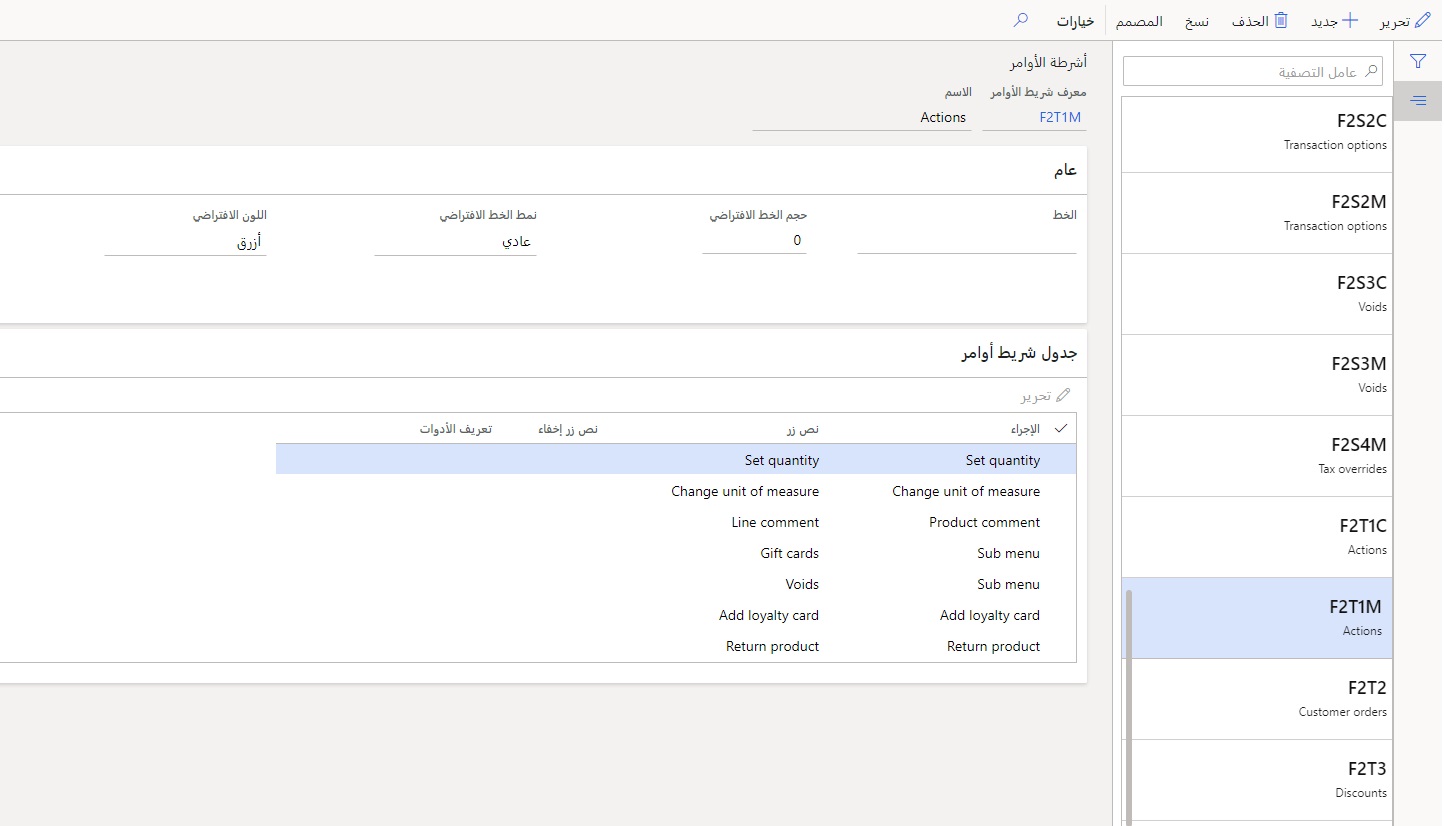 تحرير جديد الحذف نسخ المصمم خيارات
عامل التصفية
F2S2C
Transaction options
F2S2M
Transaction options
F2S3C
Voids
F2S3M
Voids
F2S4M
Tax overrides
F2T1C
Actions
F2T1M
Actions
F2T2
Customer orders
F2T3
Discounts
أشرطة الأوامر
معرف شريط الأوامر الاسم
F2T1M Actions
عام
الخط حجم الخط الافتراضي نمط الخط الافتراضي اللون الافتراضي
0 عادي أزرق
جدول شريط أوامر
تحرير
الإجراء نص زر نص زر إخفاء تعريف الأدوات
Set quantity Set quantity
Change unit of measure Change unit of measure
Product comment Line comment
Sub menu Gift cards
Sub menu Voids
Add loyalty card Add loyalty card
Return product Return product